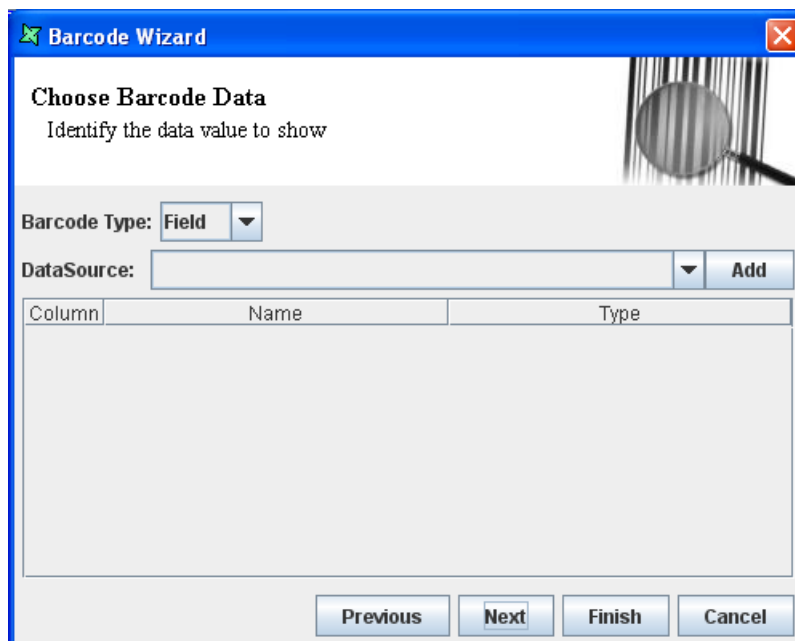 Barcode Wizard
Choose Barcode Data
Identify the data value to show
Barcode Type: Field
DataSource: Add
Column Name Type
Previous Next Finish Cancel